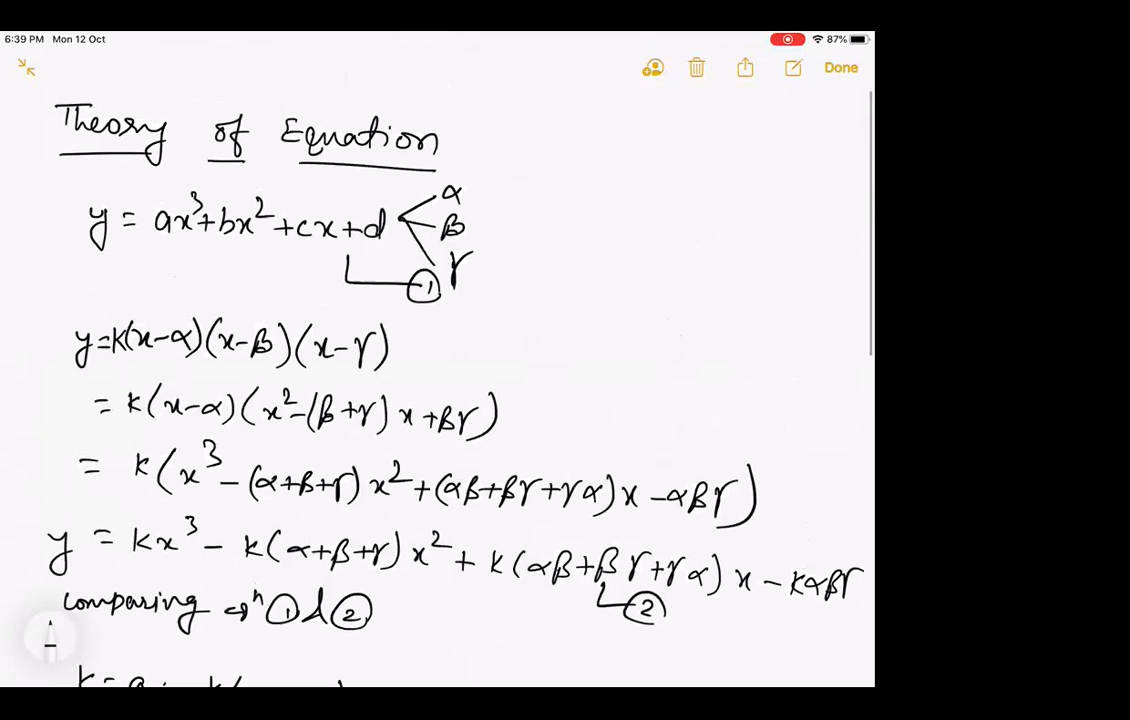 6:39 PM Mon 12 Oct 87%
Done
Theory of Equation
y = ax³+bx²+cx+d α
β
γ
①
y=k(x-α)(x-β)(x-γ)
= k(x-α)(x²-(β+γ)x+βγ)
= k(x³-(α+β+γ)x²+(αβ+βγ+γα)x-αβγ)
y = kx³ - k(α+β+γ)x² + k(αβ+βγ+γα)x - kαβγ
②
comparing eqⁿ ① & ②
k = a